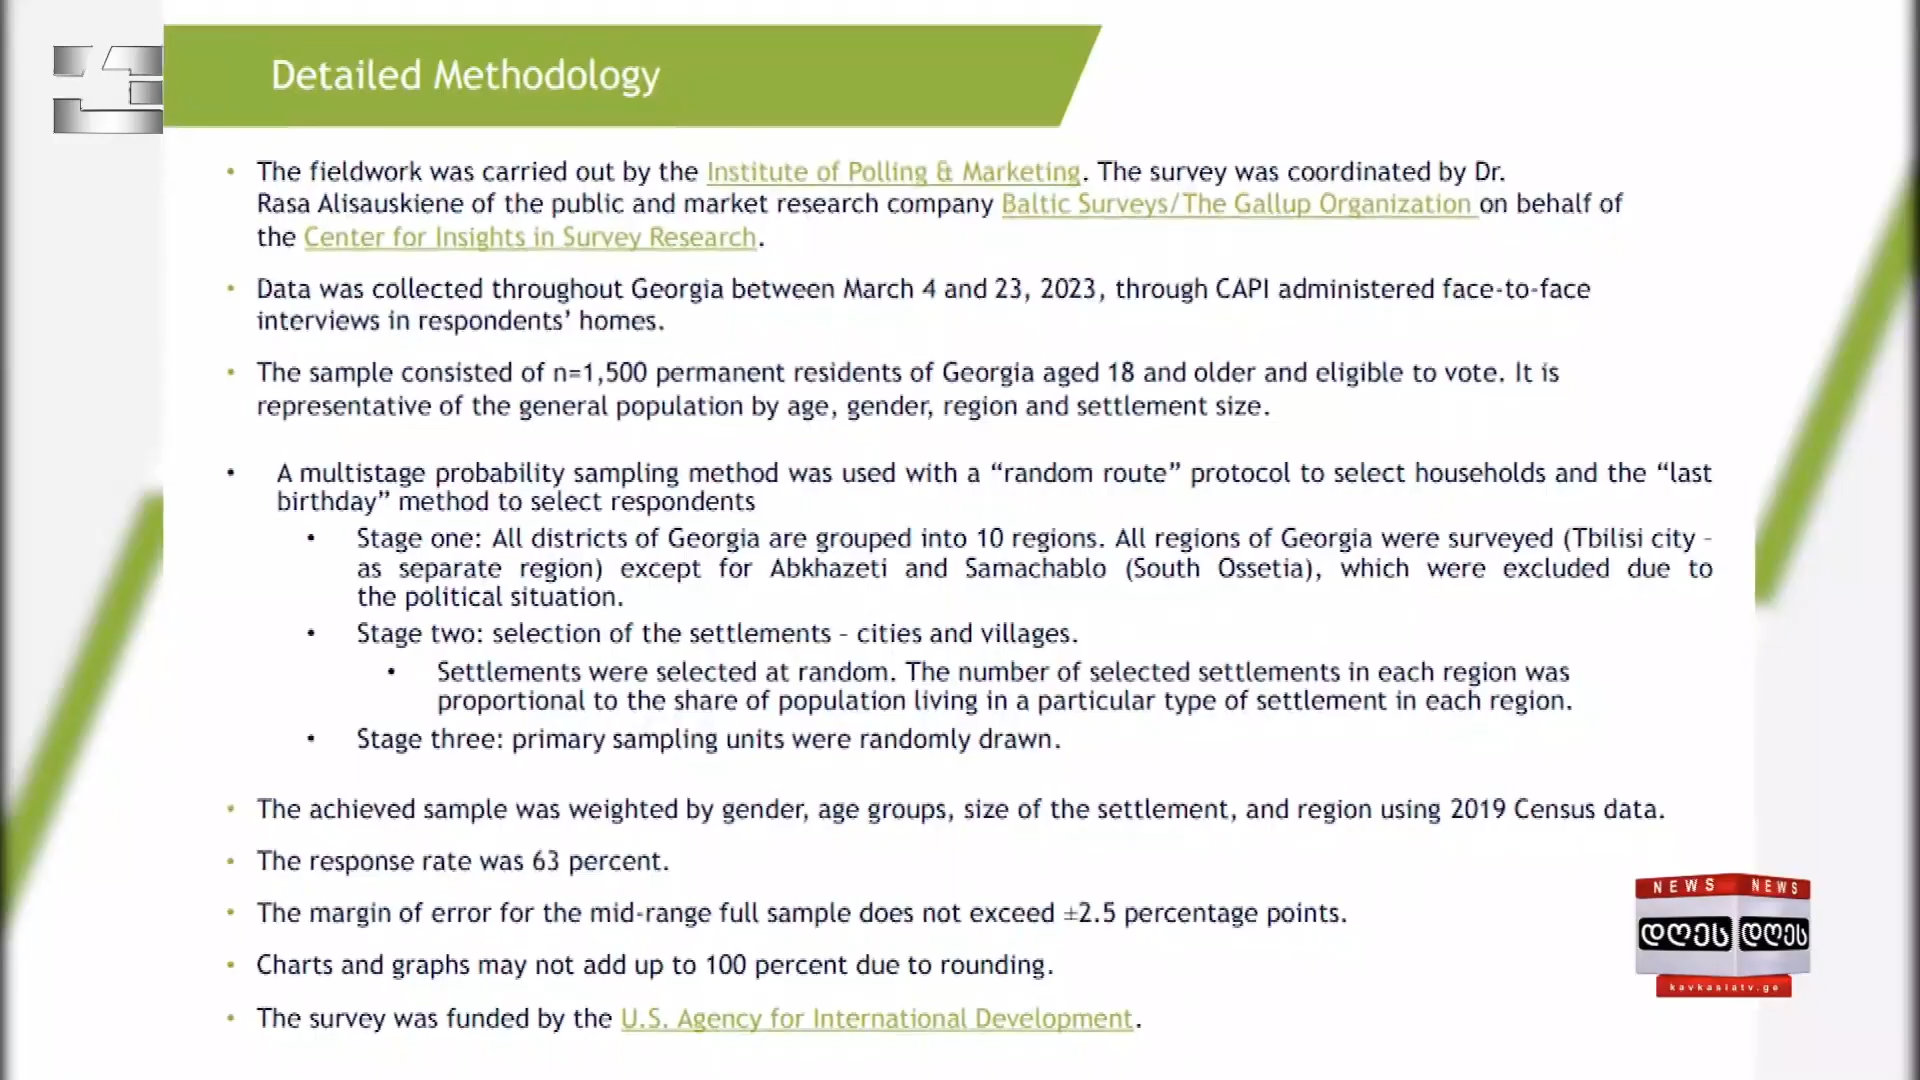 Detailed Methodology
• The fieldwork was carried out by the Institute of Polling & Marketing. The survey was coordinated by Dr.
Rasa Alisauskiene of the public and market research company Baltic Surveys/The Gallup Organization on behalf of
the Center for Insights in Survey Research.
• Data was collected throughout Georgia between March 4 and 23, 2023, through CAPI administered face-to-face
interviews in respondents’ homes.
• The sample consisted of n=1,500 permanent residents of Georgia aged 18 and older and eligible to vote. It is
representative of the general population by age, gender, region and settlement size.
• A multistage probability sampling method was used with a “random route” protocol to select households and the “last
birthday” method to select respondents
• Stage one: All districts of Georgia are grouped into 10 regions. All regions of Georgia were surveyed (Tbilisi city –
as separate region) except for Abkhazeti and Samachablo (South Ossetia), which were excluded due to
the political situation.
• Stage two: selection of the settlements – cities and villages.
• Settlements were selected at random. The number of selected settlements in each region was
proportional to the share of population living in a particular type of settlement in each region.
• Stage three: primary sampling units were randomly drawn.
• The achieved sample was weighted by gender, age groups, size of the settlement, and region using 2019 Census data.
• The response rate was 63 percent.
• The margin of error for the mid-range full sample does not exceed ±2.5 percentage points.
• Charts and graphs may not add up to 100 percent due to rounding.
• The survey was funded by the U.S. Agency for International Development.
NEWS NEWS
დღეს დღეს
kavkasiatv.ge